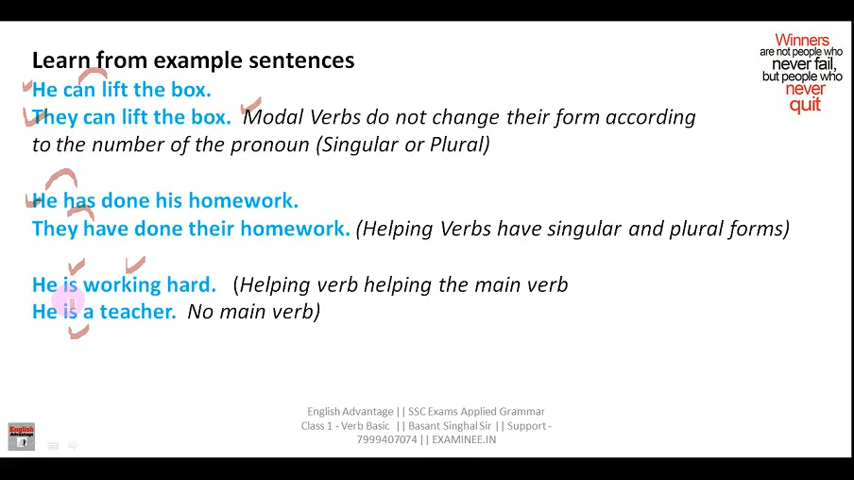 Learn from example sentences
He can lift the box.
They can lift the box. Modal Verbs do not change their form according
to the number of the pronoun (Singular or Plural)
He has done his homework.
They have done their homework. (Helping Verbs have singular and plural forms)
He is working hard. (Helping verb helping the main verb
He is a teacher. No main verb)
Winners
are not people who
never fail,
but people who
never
quit
English Advantage || SSC Exams Applied Grammar
Class 1 - Verb Basic || Basant Singhal Sir || Support -
7999407074 || EXAMINEE.IN
English
Advantage